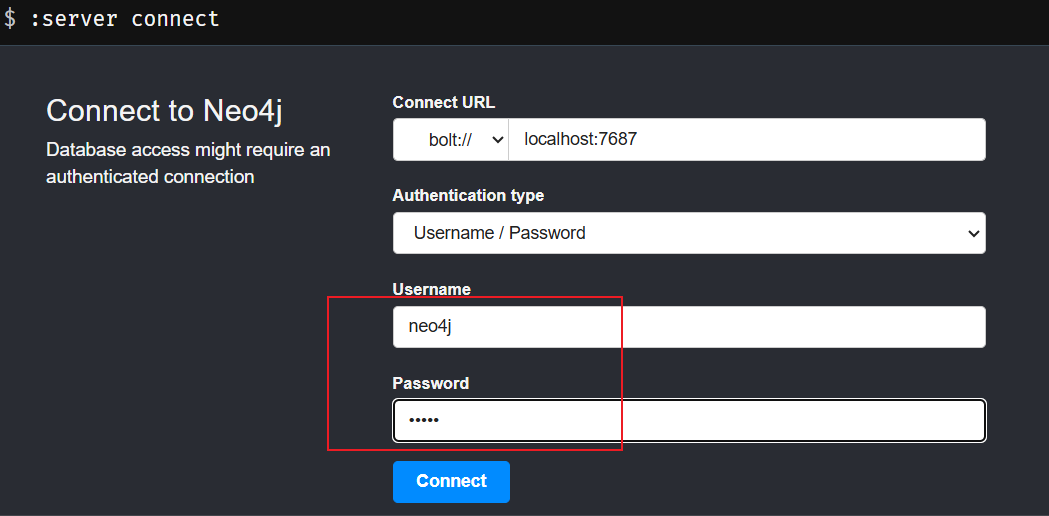 $ :server connect
Connect to Neo4j
Database access might require an
authenticated connection
Connect URL
bolt:// localhost:7687
Authentication type
Username / Password
Username
neo4j
Password
•••••
Connect